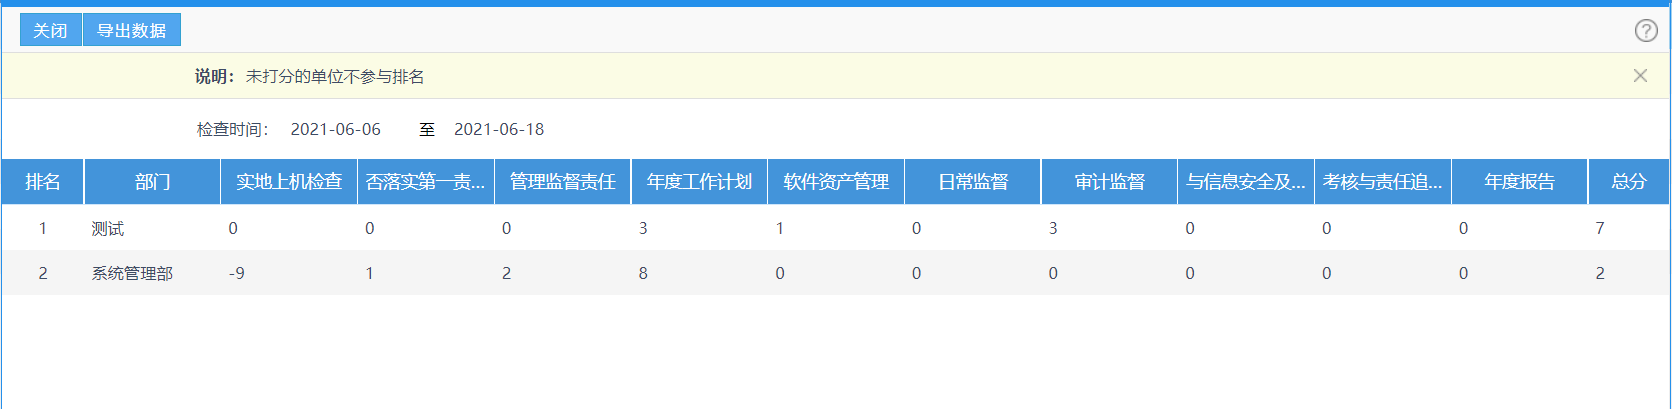 关闭 导出数据
说明：未打分的单位不参与排名
检查时间： 2021-06-06 至 2021-06-18
排名 部门 实地上机检查 否落实第一责... 管理监督责任 年度工作计划 软件资产管理 日常监督 审计监督 与信息安全及... 考核与责任追... 年度报告 总分
1 测试 0 0 0 3 1 0 3 0 0 0 7
2 系统管理部 -9 1 2 8 0 0 0 0 0 0 2